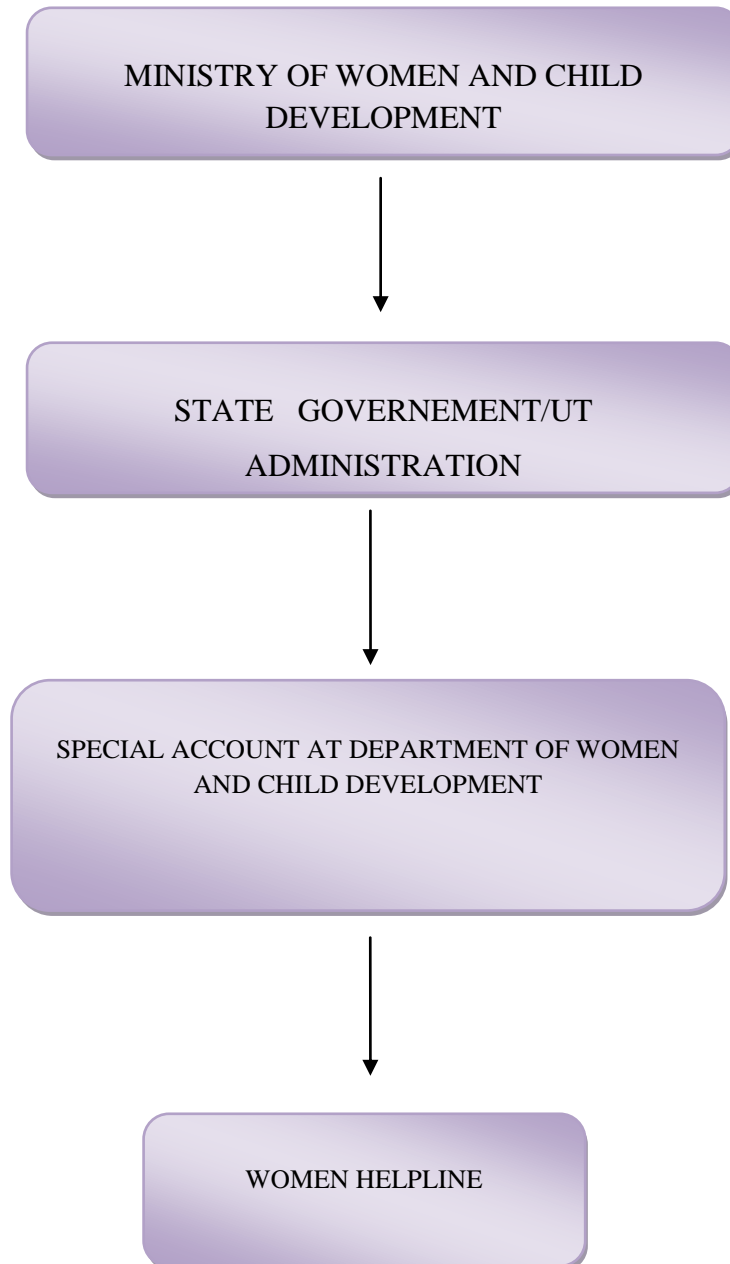 MINISTRY OF WOMEN AND CHILD
DEVELOPMENT
STATE GOVERNEMENT/UT
ADMINISTRATION
SPECIAL ACCOUNT AT DEPARTMENT OF WOMEN
AND CHILD DEVELOPMENT
WOMEN HELPLINE